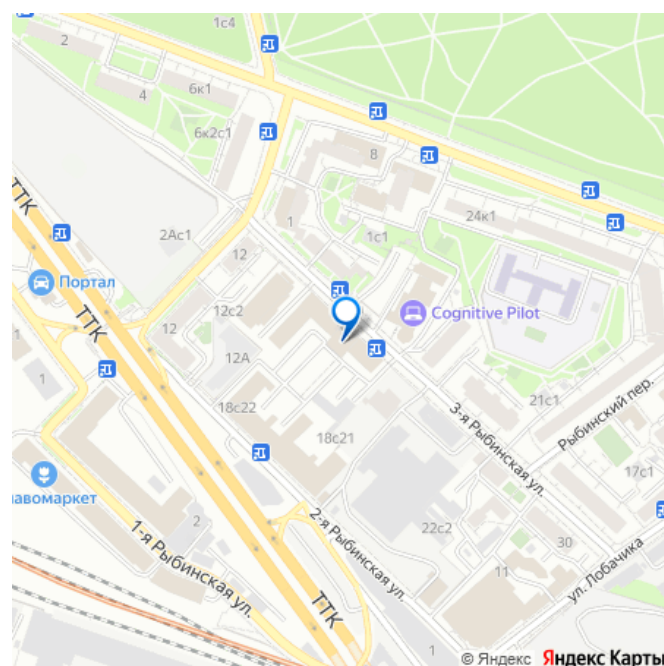 1с4
2
4
6к1
6к2с1
8
24к1
1
1с1
2Ас1
12
ТТК
Портал
12с2
Cognitive Pilot
ТТК
12
12А
1
21с1
Рыбинский пер.
3-я Рыбинская ул.
18с22
18с21
17с1
лавомаркет
2
22с2
30
1-я Рыбинская ул.
2-я Рыбинская ул.
11
ул. Лобачика
ТТК
1
© Яндекс Яндекс Карты